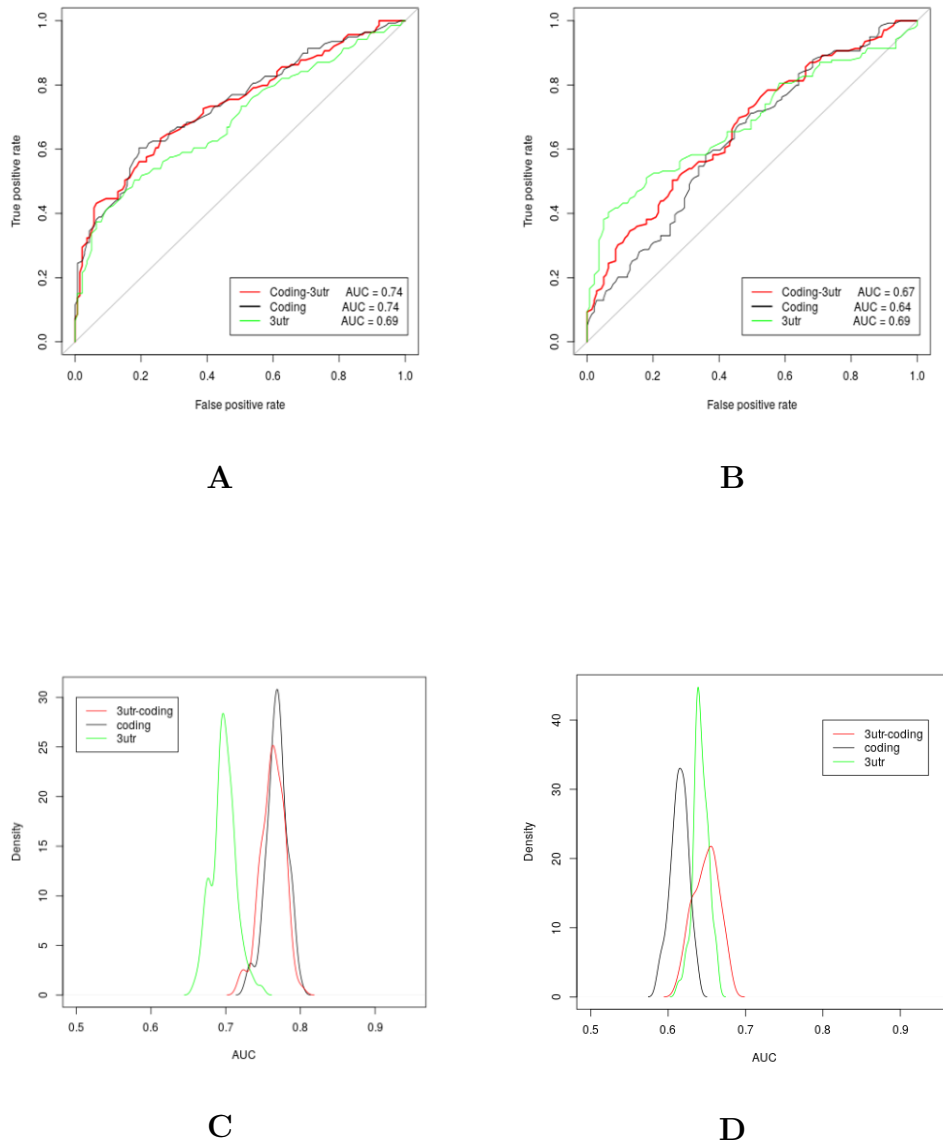 1.0
0.8
0.6
0.4
0.2
0.0
True positive rate
Coding-3utr AUC = 0.74
Coding AUC = 0.74
3utr AUC = 0.69
0.0 0.2 0.4 0.6 0.8 1.0
False positive rate
A
1.0
0.8
0.6
0.4
0.2
0.0
True positive rate
Coding-3utr AUC = 0.67
Coding AUC = 0.64
3utr AUC = 0.69
0.0 0.2 0.4 0.6 0.8 1.0
False positive rate
B
30
25
20
15
10
5
0
Density
3utr-coding
coding
3utr
0.5 0.6 0.7 0.8 0.9
AUC
C
40
30
20
10
0
Density
3utr-coding
coding
3utr
0.5 0.6 0.7 0.8 0.9
AUC
D